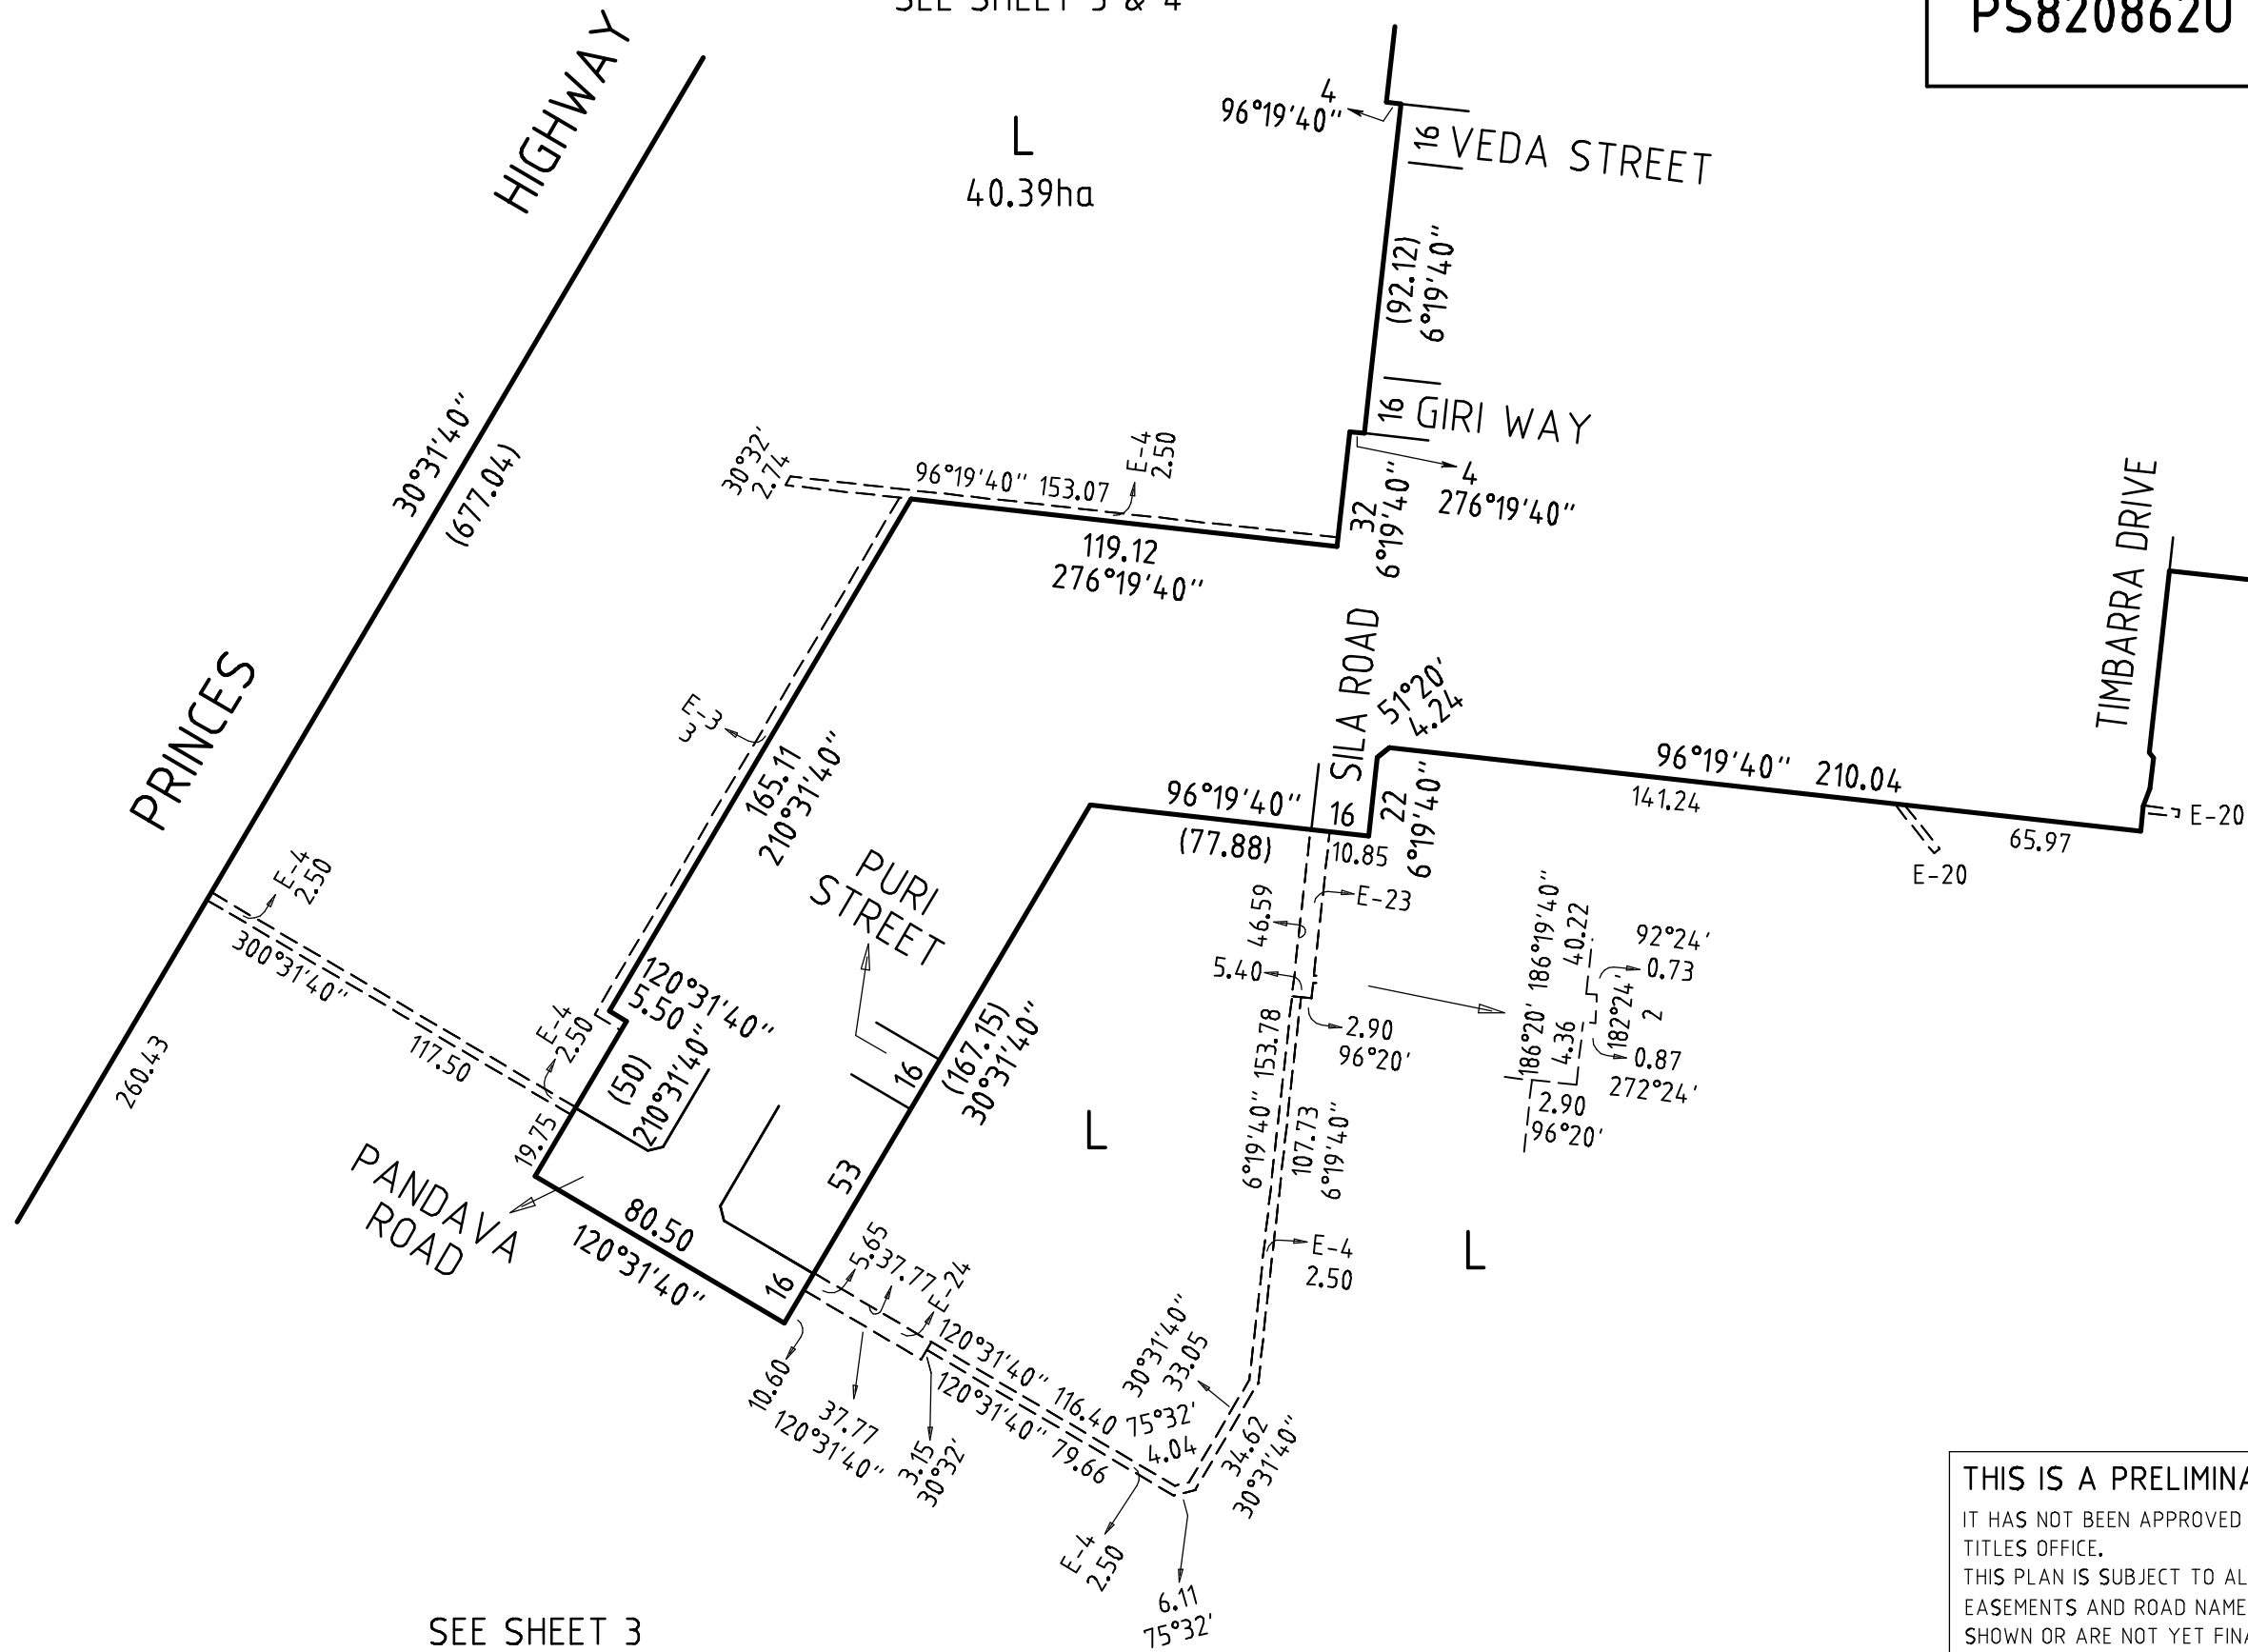 SEE SHEET 3 & 4
PS820862U
HIGHWAY
L
40.39ha
4
96°19'40"
16
VEDA STREET
(92.12)
6°19'40"
16
GIRI WAY
4
276°19'40"
32
6°19'40"
30°31'40"
(677.04)
30°32'
2.74
96°19'40" 153.07
E-4
2.50
119.12
276°19'40"
TIMBARRA DRIVE
PRINCES
E-3
3
165.11
210°31'40"
SILA ROAD
51°20'
4.24
96°19'40" 210.04
141.24
65.97
E-20
E-20
96°19'40"
(77.88)
16
10.85
22
6°19'40"
PURI
STREET
E-4
2.50
300°31'40"
117.50
260.43
E-4
2.50
120°31'40"
5.50
(50)
210°31'40"
19.75
16
(167.15)
30°31'40"
53
46.59
E-23
5.40
2.90
96°20'
6°19'40" 153.78
107.73
6°19'40"
186°20' 186°19'40"
40.22
92°24'
0.73
182°24'
2
4.36
0.87
272°24'
2.90
96°20'
L
L
PANDAVA
ROAD
80.50
120°31'40"
16
5.65
37.77
E-24
E-4
2.50
10.60
37.77
120°31'40"
3.15
30°32'
120°31'40" 116.40
120°31'40" 79.66
30°31'40"
33.05
75°32'
4.04
34.62
30°31'40"
E-4
2.50
6.11
75°32'
SEE SHEET 3
THIS IS A PRELIMINA
IT HAS NOT BEEN APPROVED
TITLES OFFICE.
THIS PLAN IS SUBJECT TO AL
EASEMENTS AND ROAD NAME
SHOWN OR ARE NOT YET FINA